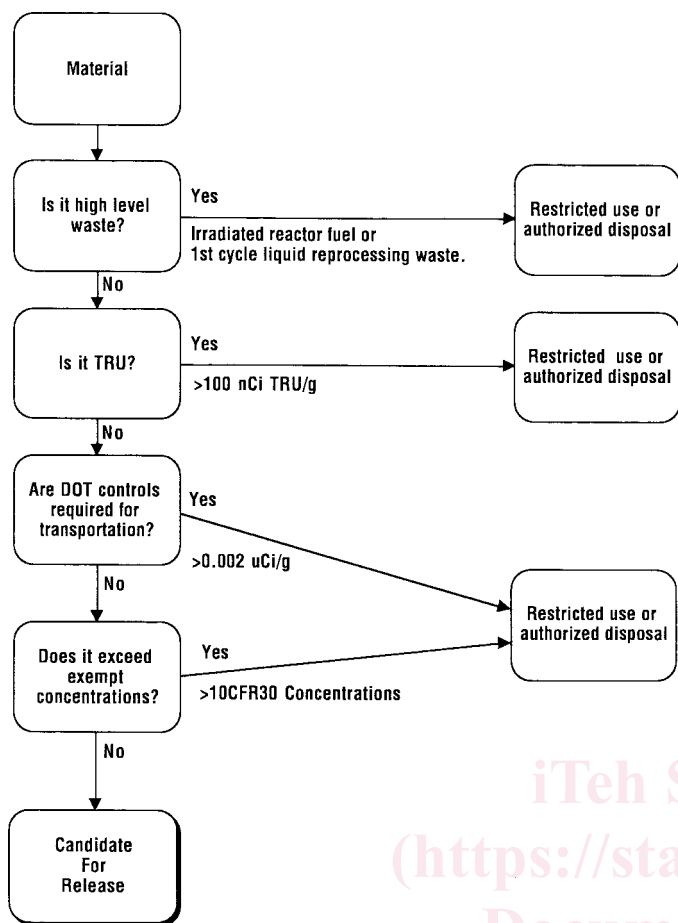 Material
Is it high level
waste?
Yes
Irradiated reactor fuel or
1st cycle liquid reprocessing waste.
Restricted use or
authorized disposal
No
Is it TRU?
Yes
>100 nCi TRU/g
Restricted use or
authorized disposal
No
Are DOT controls
required for
transportation?
Yes
>0.002 uCi/g
No
Restricted use or
authorized disposal
Does it exceed
exempt
concentrations?
Yes
>10CFR30 Concentrations
No
Candidate
For
Release
iTeh S
(https://sta
Docum